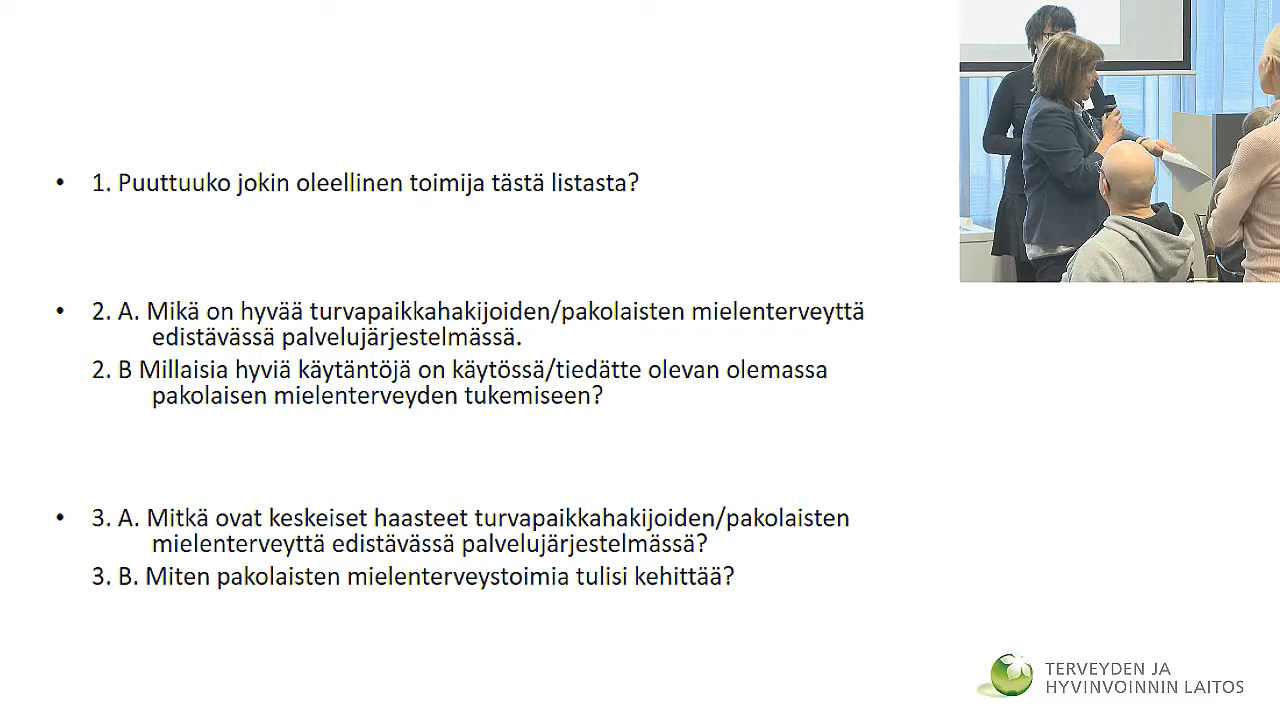 • 1. Puuttuuko jokin oleellinen toimija tästä listasta?
• 2. A. Mikä on hyvää turvapaikkahakijoiden/pakolaisten mielenterveyttä
edistävässä palvelujärjestelmässä.
2. B Millaisia hyviä käytäntöjä on käytössä/tiedätte olevan olemassa
pakolaisen mielenterveyden tukemiseen?
• 3. A. Mitkä ovat keskeiset haasteet turvapaikkahakijoiden/pakolaisten
mielenterveyttä edistävässä palvelujärjestelmässä?
3. B. Miten pakolaisten mielenterveystoimia tulisi kehittää?
TERVEYDEN JA
HYVINVOINNIN LAITOS